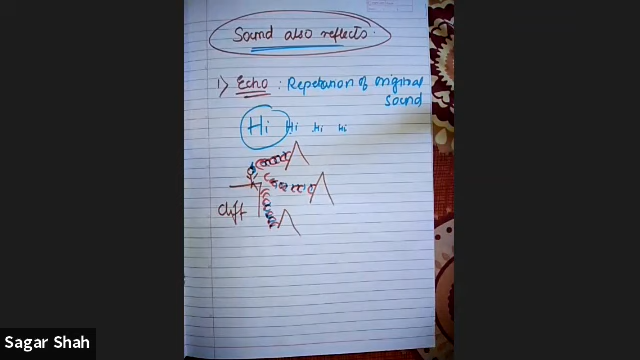 Sound also reflects.
1) Echo : Repetation of original
sound
Hi Hi Hi Hi
cliff
Sagar Shah